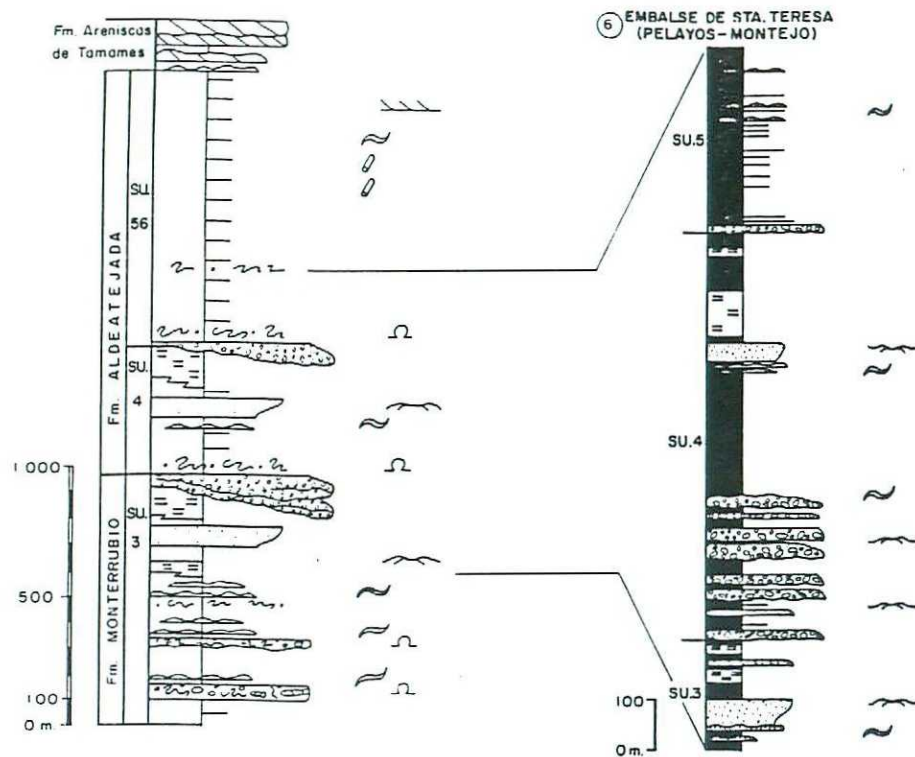 Fm. Areniscas
de Tamames
SU.
56
Fm. ALDEATEJADA
SU.
4
1 000
SU.
3
Fm. MONTERRUBIO
500
100
0 m.
6 EMBALSE DE STA. TERESA
(PELAYOS-MONTEJO)
SU.5
SU.4
SU.3
100
0 m.